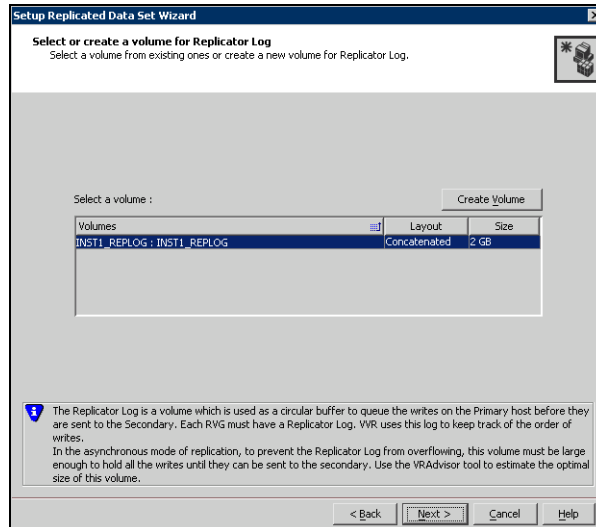 Setup Replicated Data Set Wizard
Select or create a volume for Replicator Log
Select a volume from existing ones or create a new volume for Replicator Log.
Select a volume :
Create Volume
Volumes Layout Size
INST1_REPLOG : INST1_REPLOG Concatenated 2 GB
The Replicator Log is a volume which is used as a circular buffer to queue the writes on the Primary host before they
are sent to the Secondary. Each RVG must have a Replicator Log. VVR uses this log to keep track of the order of
writes.
In the asynchronous mode of replication, to prevent the Replicator Log from overflowing, this volume must be large
enough to hold all the writes until they can be sent to the secondary. Use the VRAdvisor tool to estimate the optimal
size of this volume.
< Back Next > Cancel Help